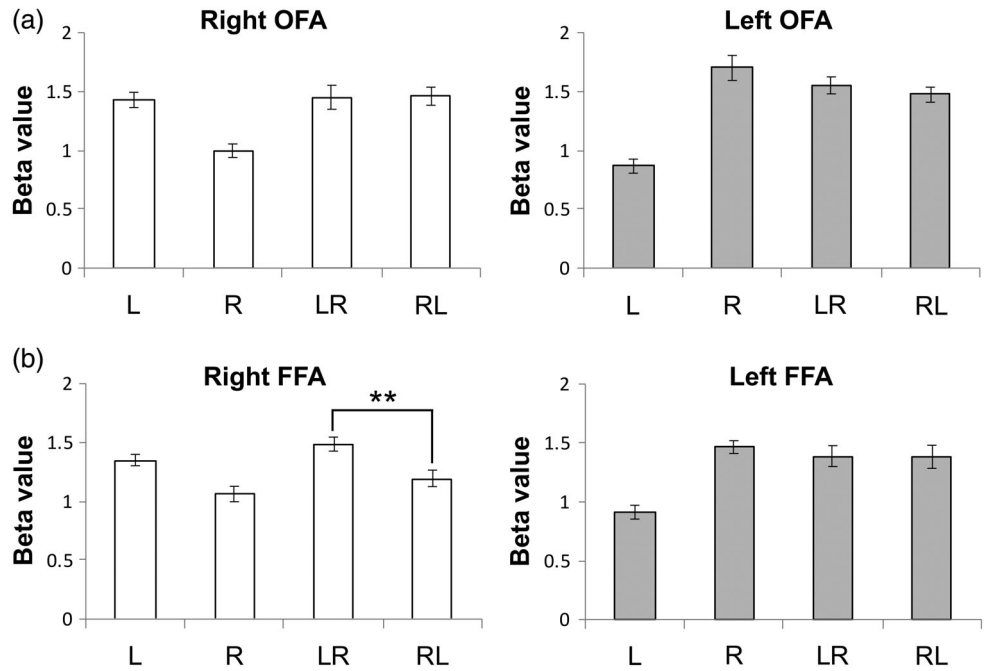 (a)
Right OFA
Left OFA
Beta value
2
1.5
1
0.5
0
L R LR RL
Beta value
2
1.5
1
0.5
0
L R LR RL
(b)
Right FFA
Left FFA
Beta value
2
1.5
1
0.5
0
**
L R LR RL
Beta value
2
1.5
1
0.5
0
L R LR RL